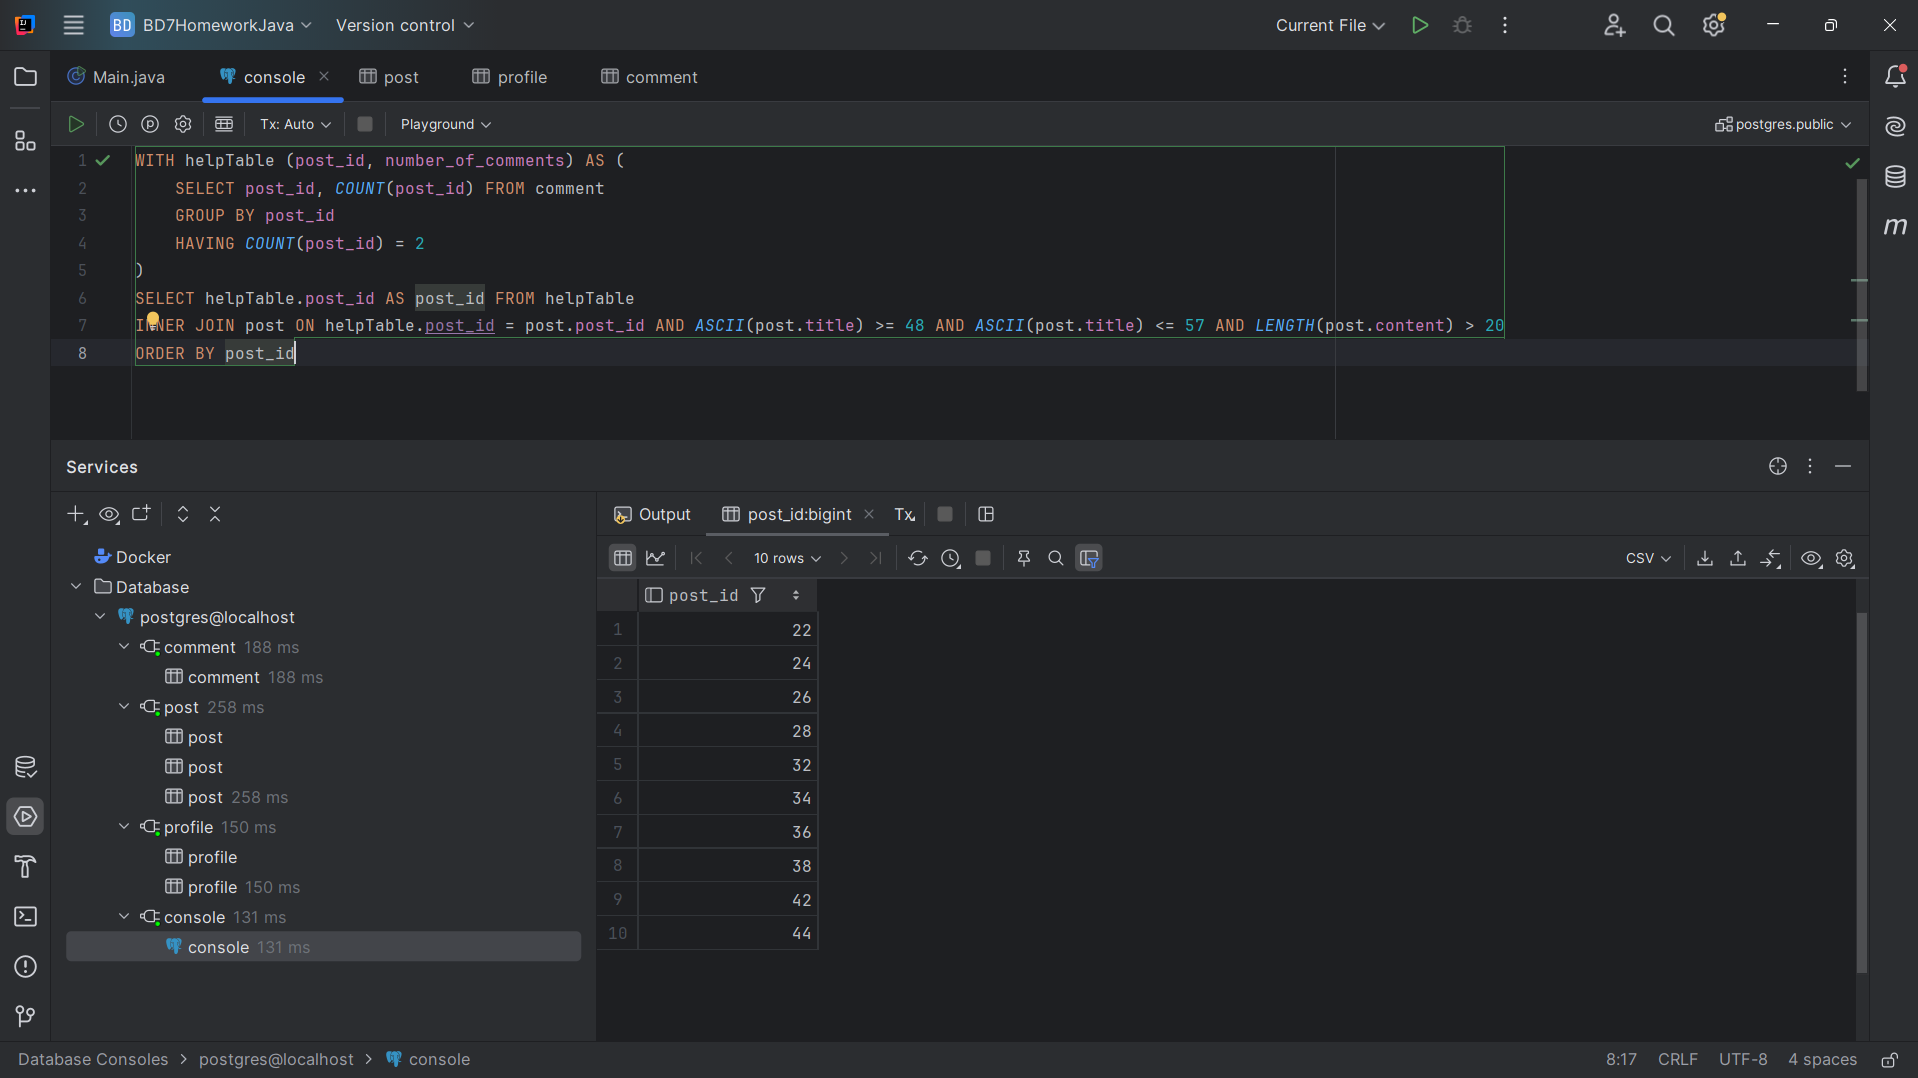 BD BD7HomeworkJava Version control Current File
Main.java console post profile comment
Tx: Auto Playground postgres.public
1 WITH helpTable (post_id, number_of_comments) AS (
2 SELECT post_id, COUNT(post_id) FROM comment
3 GROUP BY post_id
4 HAVING COUNT(post_id) = 2
5 )
6 SELECT helpTable.post_id AS post_id FROM helpTable
7 INNER JOIN post ON helpTable.post_id = post.post_id AND ASCII(post.title) >= 48 AND ASCII(post.title) <= 57 AND LENGTH(post.content) > 20
8 ORDER BY post_id
Services
Output post_id:bigint Tx
10 rows CSV
Docker
Database
postgres@localhost
comment 188 ms
comment 188 ms
post 258 ms
post
post
post 258 ms
profile 150 ms
profile
profile 150 ms
console 131 ms
console 131 ms
post_id
1 22
2 24
3 26
4 28
5 32
6 34
7 36
8 38
9 42
10 44
Database Consoles > postgres@localhost > console 8:17 CRLF UTF-8 4 spaces